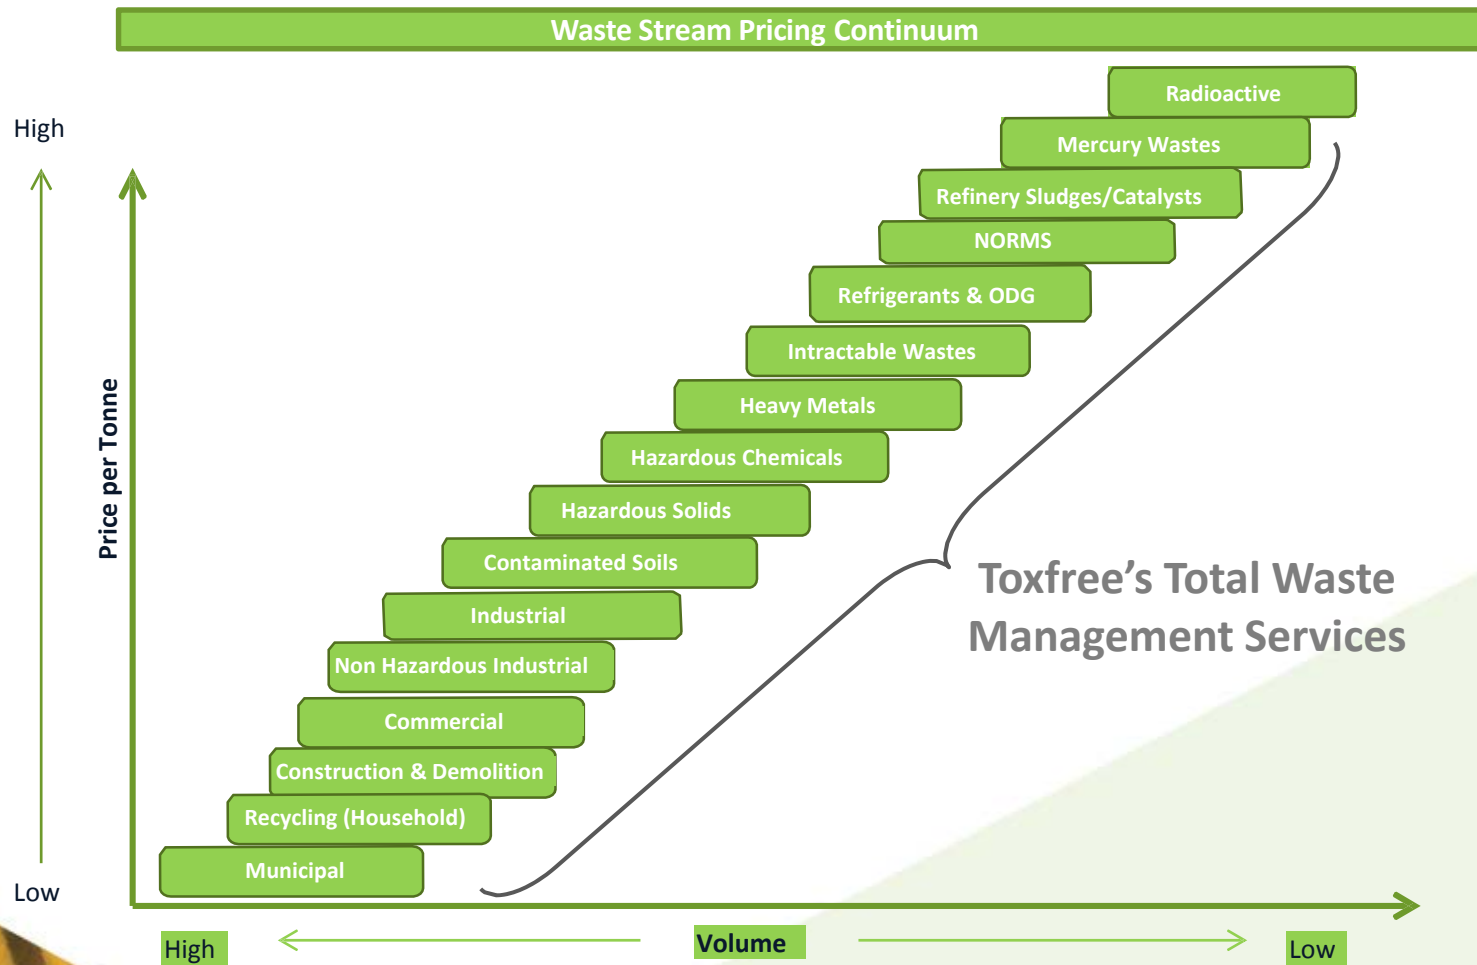 Waste Stream Pricing Continuum
Radioactive
High
Mercury Wastes
Refinery Sludges/Catalysts
NORMS
Refrigerants & ODG
Intractable Wastes
Heavy Metals
Price per Tonne
Hazardous Chemicals
Hazardous Solids
Contaminated Soils
Toxfree’s Total Waste
Management Services
Industrial
Non Hazardous Industrial
Commercial
Construction & Demolition
Recycling (Household)
Municipal
Low
High
Volume
Low